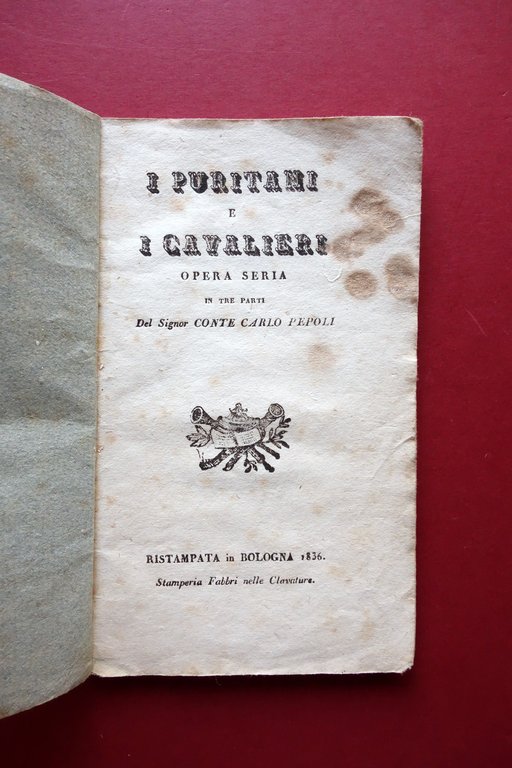 I PURITANI
E
I CAVALIERI
OPERA SERIA
IN TRE PARTI
Del Signor CONTE CARLO PEPOLI
RISTAMPATA in BOLOGNA 1836.
Stamperia Fabbri nelle Clavature.